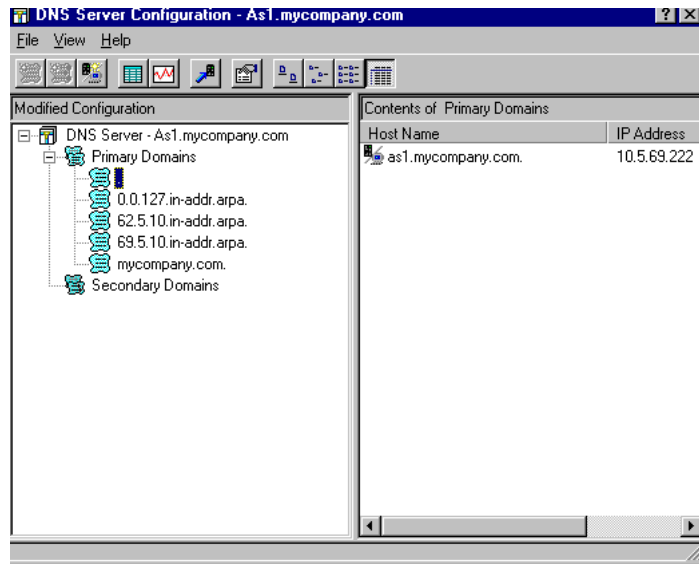 DNS Server Configuration - As1.mycompany.com
File View Help
Modified Configuration
Contents of Primary Domains
DNS Server - As1.mycompany.com
Primary Domains
.
0.0.127.in-addr.arpa.
62.5.10.in-addr.arpa.
69.5.10.in-addr.arpa.
mycompany.com.
Secondary Domains
Host Name IP Address
as1.mycompany.com. 10.5.69.222